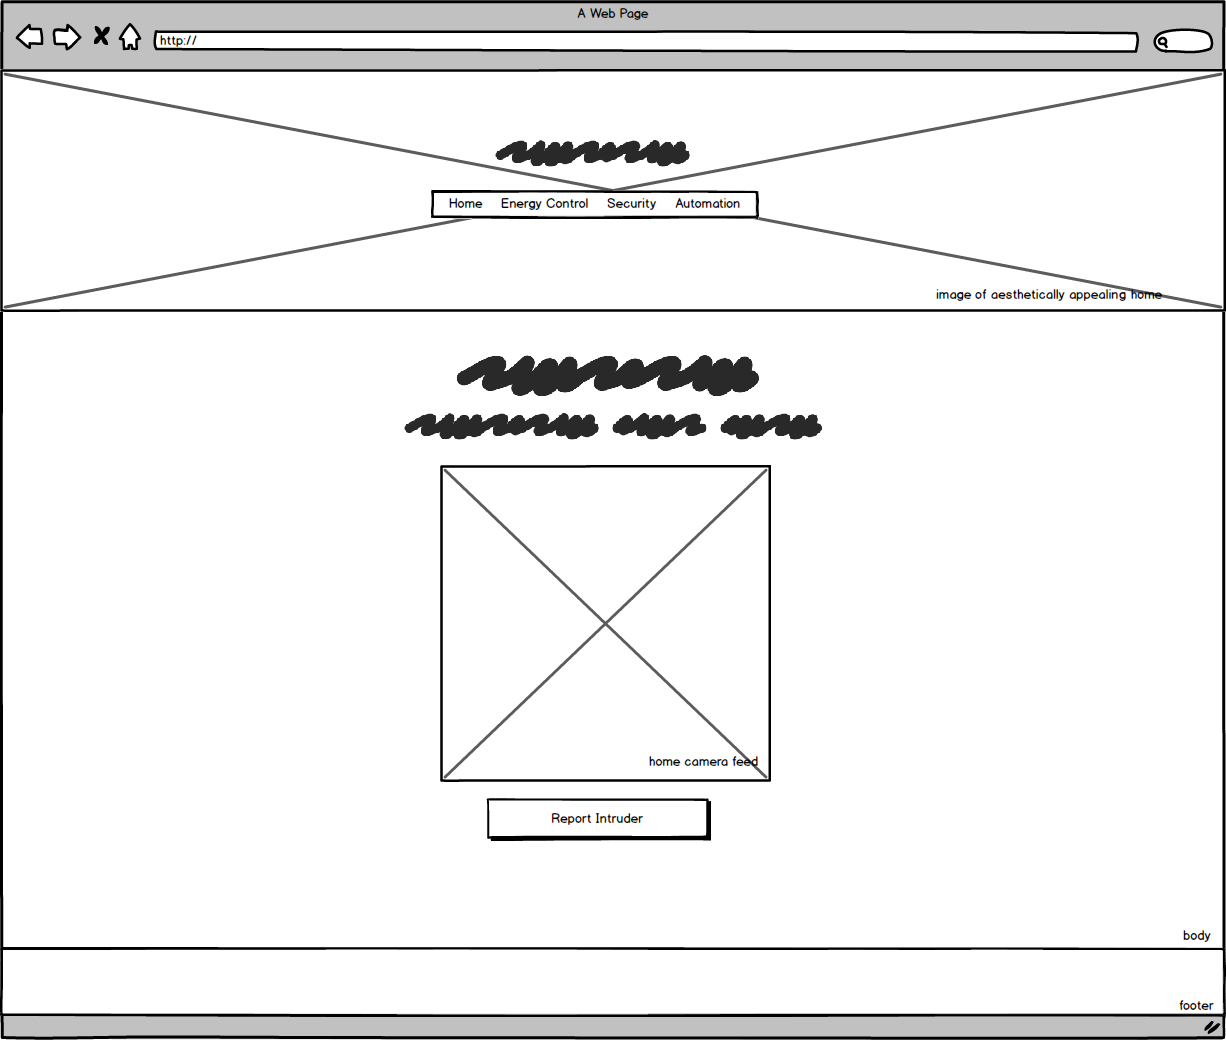 A Web Page
http://
Home Energy Control Security Automation
image of aesthetically appealing home
home camera feed
Report Intruder
body
footer